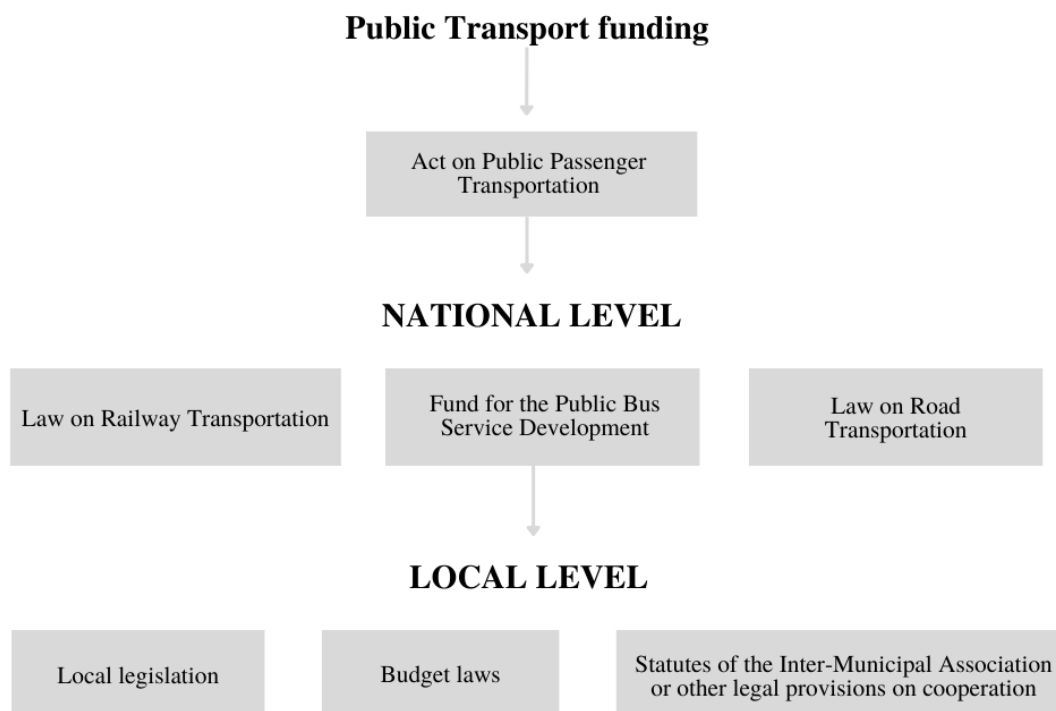 Public Transport funding
Act on Public Passenger
Transportation
NATIONAL LEVEL
Law on Railway Transportation
Fund for the Public Bus
Service Development
Law on Road
Transportation
LOCAL LEVEL
Local legislation
Budget laws
Statutes of the Inter-Municipal Association
or other legal provisions on cooperation